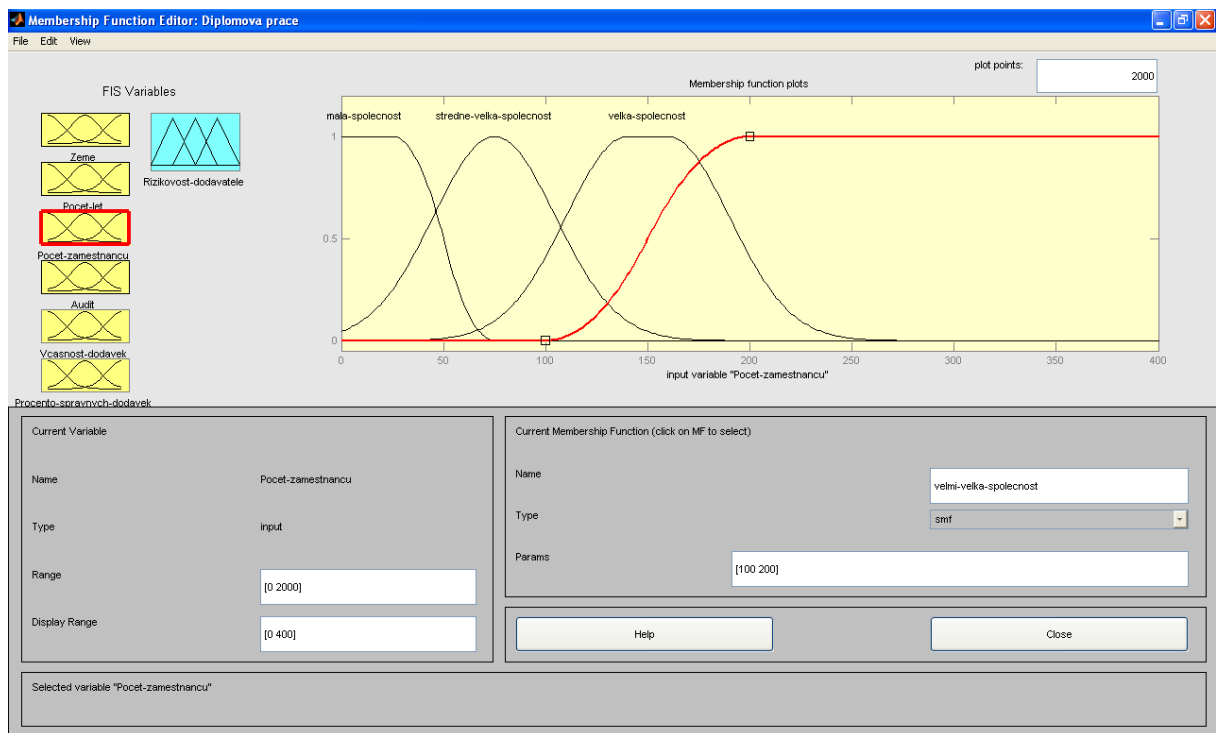 Membership Function Editor: Diplomova prace
File Edit View
FIS Variables
Zeme
Pocet-let
Pocet-zamestnancu
Audit
Vcasnost-dodavek
Procento-spravnych-dodavek
Rizikovost-dodavatele
plot points:
2000
Membership function plots
mala-spolecnost stredne-velka-spolecnost velka-spolecnost
1
0.5
0
0 50 100 150 200 250 300 350 400
input variable "Pocet-zamestnancu"
Current Variable
Name Pocet-zamestnancu
Type input
Range [0 2000]
Display Range [0 400]
Current Membership Function (click on MF to select)
Name velmi-velka-spolecnost
Type smf
Params [100 200]
Help Close
Selected variable "Pocet-zamestnancu"